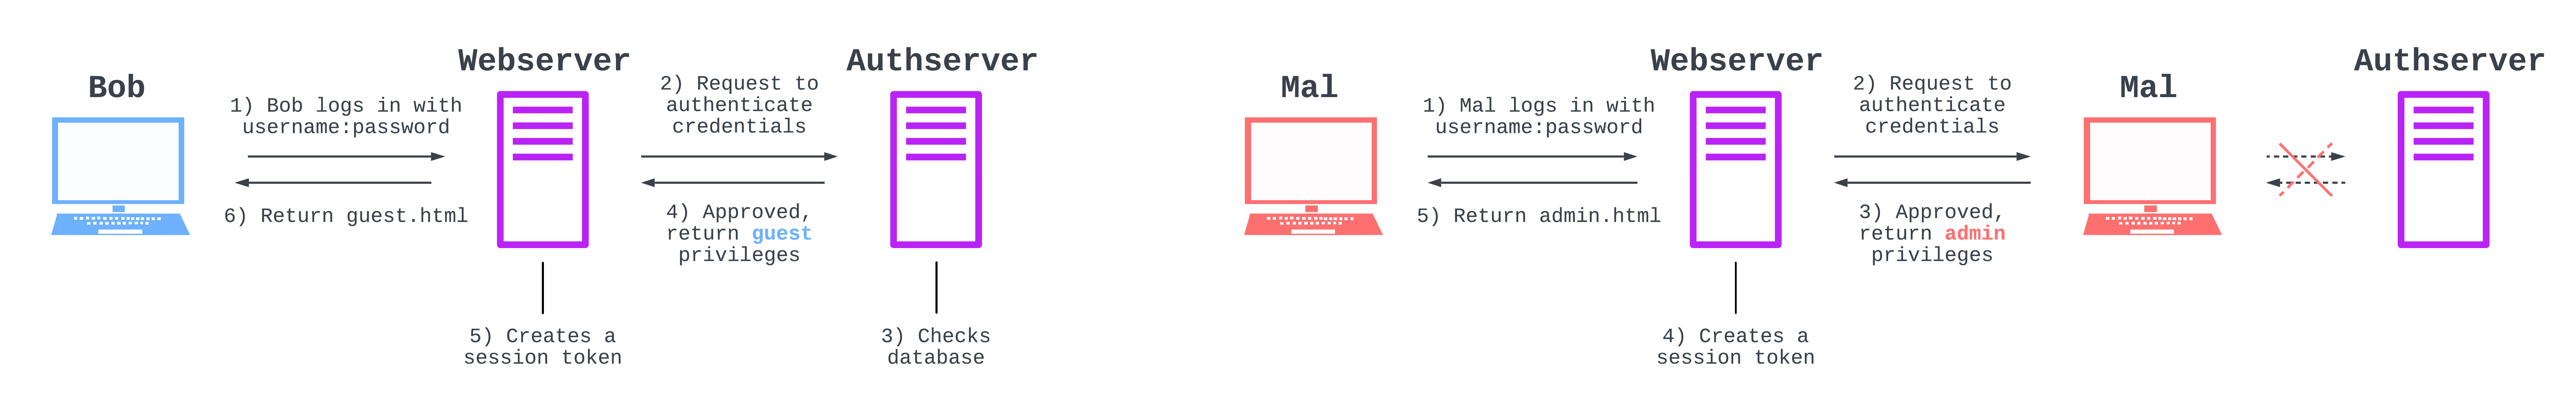 Bob
1) Bob logs in with
username:password
6) Return guest.html
Webserver
5) Creates a
session token
2) Request to
authenticate
credentials
4) Approved,
return guest
privileges
Authserver
3) Checks
database
Mal
1) Mal logs in with
username:password
5) Return admin.html
Webserver
4) Creates a
session token
2) Request to
authenticate
credentials
3) Approved,
return admin
privileges
Mal
Authserver